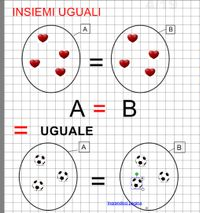 INSIEMI UGUALI
A
B
=
A = B
= UGUALE
A
B
=